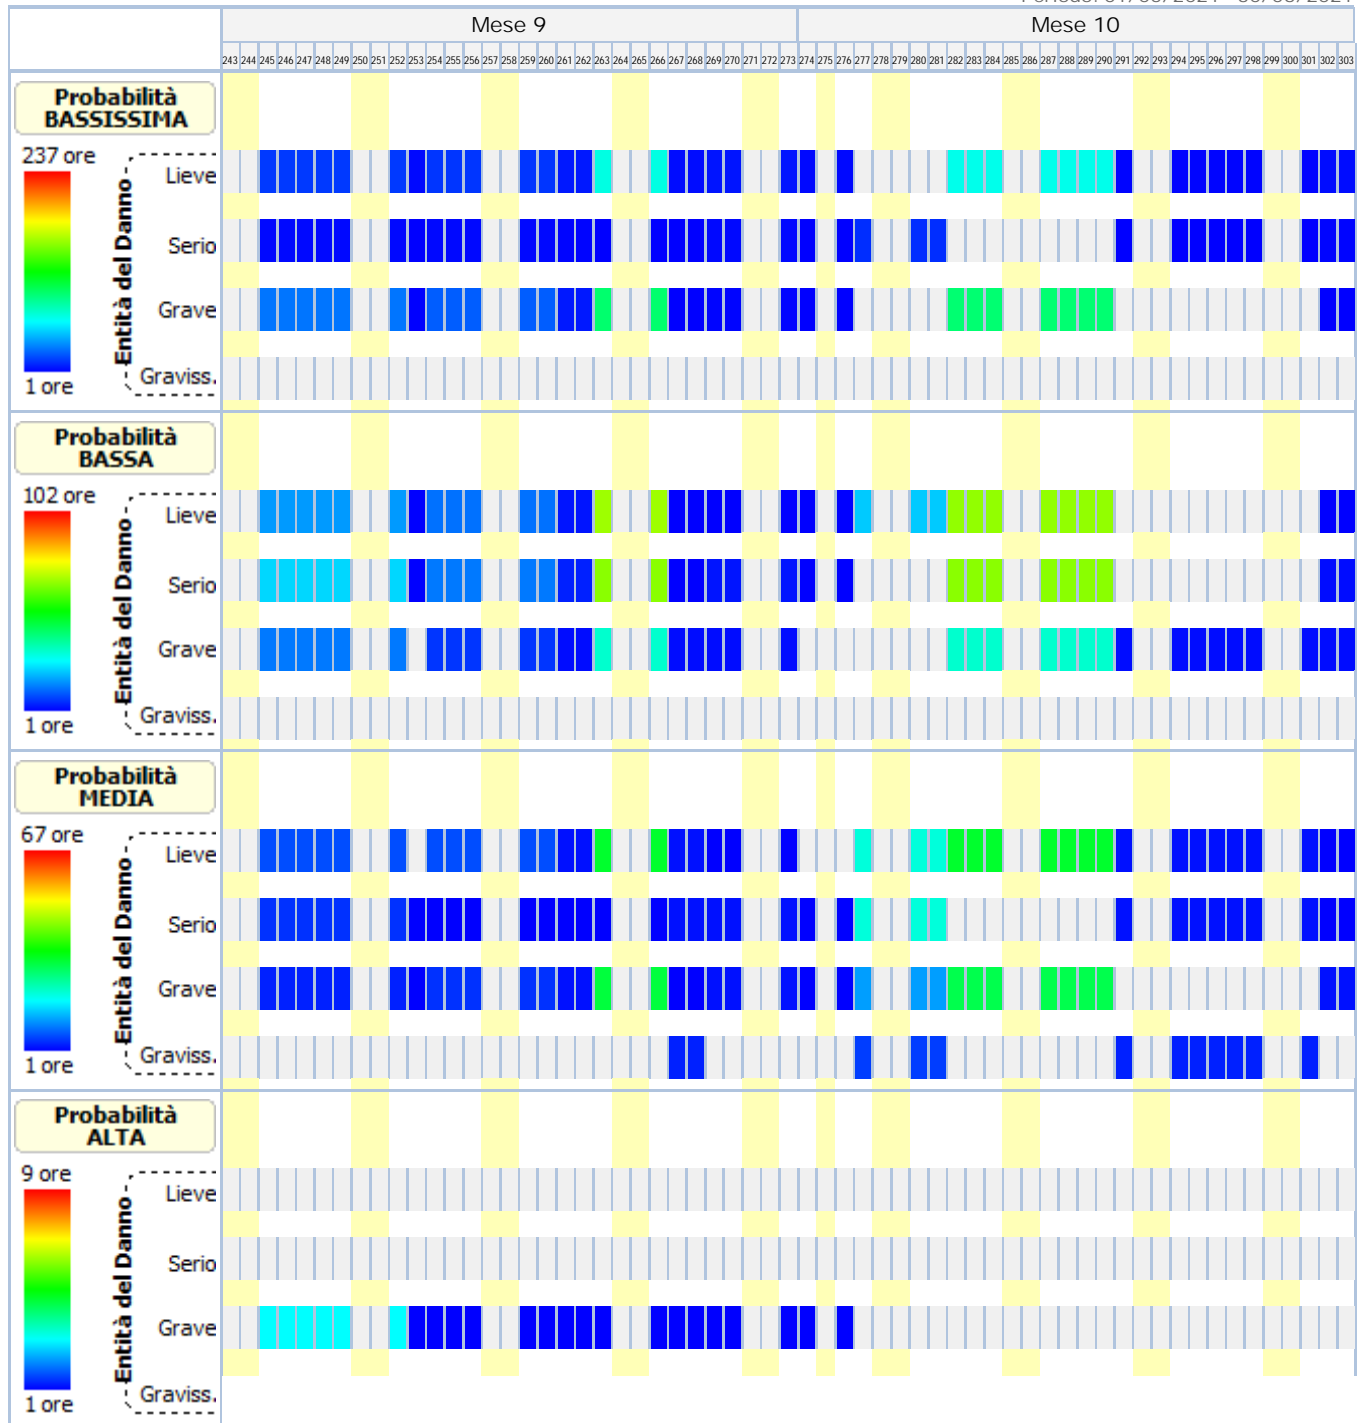 Mese 9 Mese 10
243 244 245 246 247 248 249 250 251 252 253 254 255 256 257 258 259 260 261 262 263 264 265 266 267 268 269 270 271 272 273 274 275 276 277 278 279 280 281 282 283 284 285 286 287 288 289 290 291 292 293 294 295 296 297 298 299 300 301 302 303
Probabilità
BASSISSIMA
237 ore
1 ore
Entità del Danno
Lieve
Serio
Grave
Graviss.
Probabilità
BASSA
102 ore
1 ore
Entità del Danno
Lieve
Serio
Grave
Graviss.
Probabilità
MEDIA
67 ore
1 ore
Entità del Danno
Lieve
Serio
Grave
Graviss.
Probabilità
ALTA
9 ore
1 ore
Entità del Danno
Lieve
Serio
Grave
Graviss.